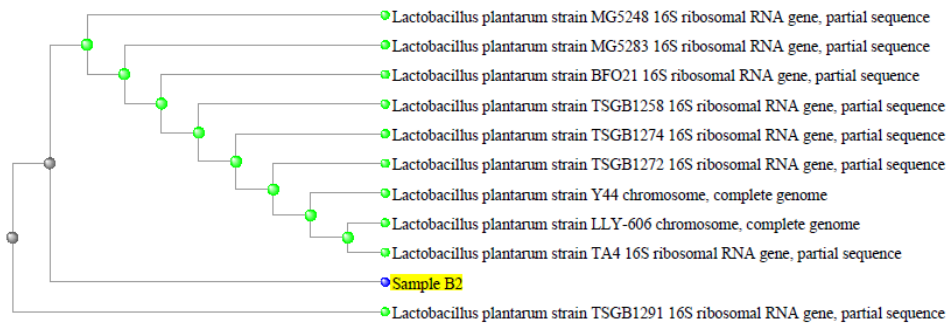 Lactobacillus plantarum strain MG5248 16S ribosomal RNA gene, partial sequence
Lactobacillus plantarum strain MG5283 16S ribosomal RNA gene, partial sequence
Lactobacillus plantarum strain BFO21 16S ribosomal RNA gene, partial sequence
Lactobacillus plantarum strain TSGB1258 16S ribosomal RNA gene, partial sequence
Lactobacillus plantarum strain TSGB1274 16S ribosomal RNA gene, partial sequence
Lactobacillus plantarum strain TSGB1272 16S ribosomal RNA gene, partial sequence
Lactobacillus plantarum strain Y44 chromosome, complete genome
Lactobacillus plantarum strain LLY-606 chromosome, complete genome
Lactobacillus plantarum strain TA4 16S ribosomal RNA gene, partial sequence
Sample B2
Lactobacillus plantarum strain TSGB1291 16S ribosomal RNA gene, partial sequence